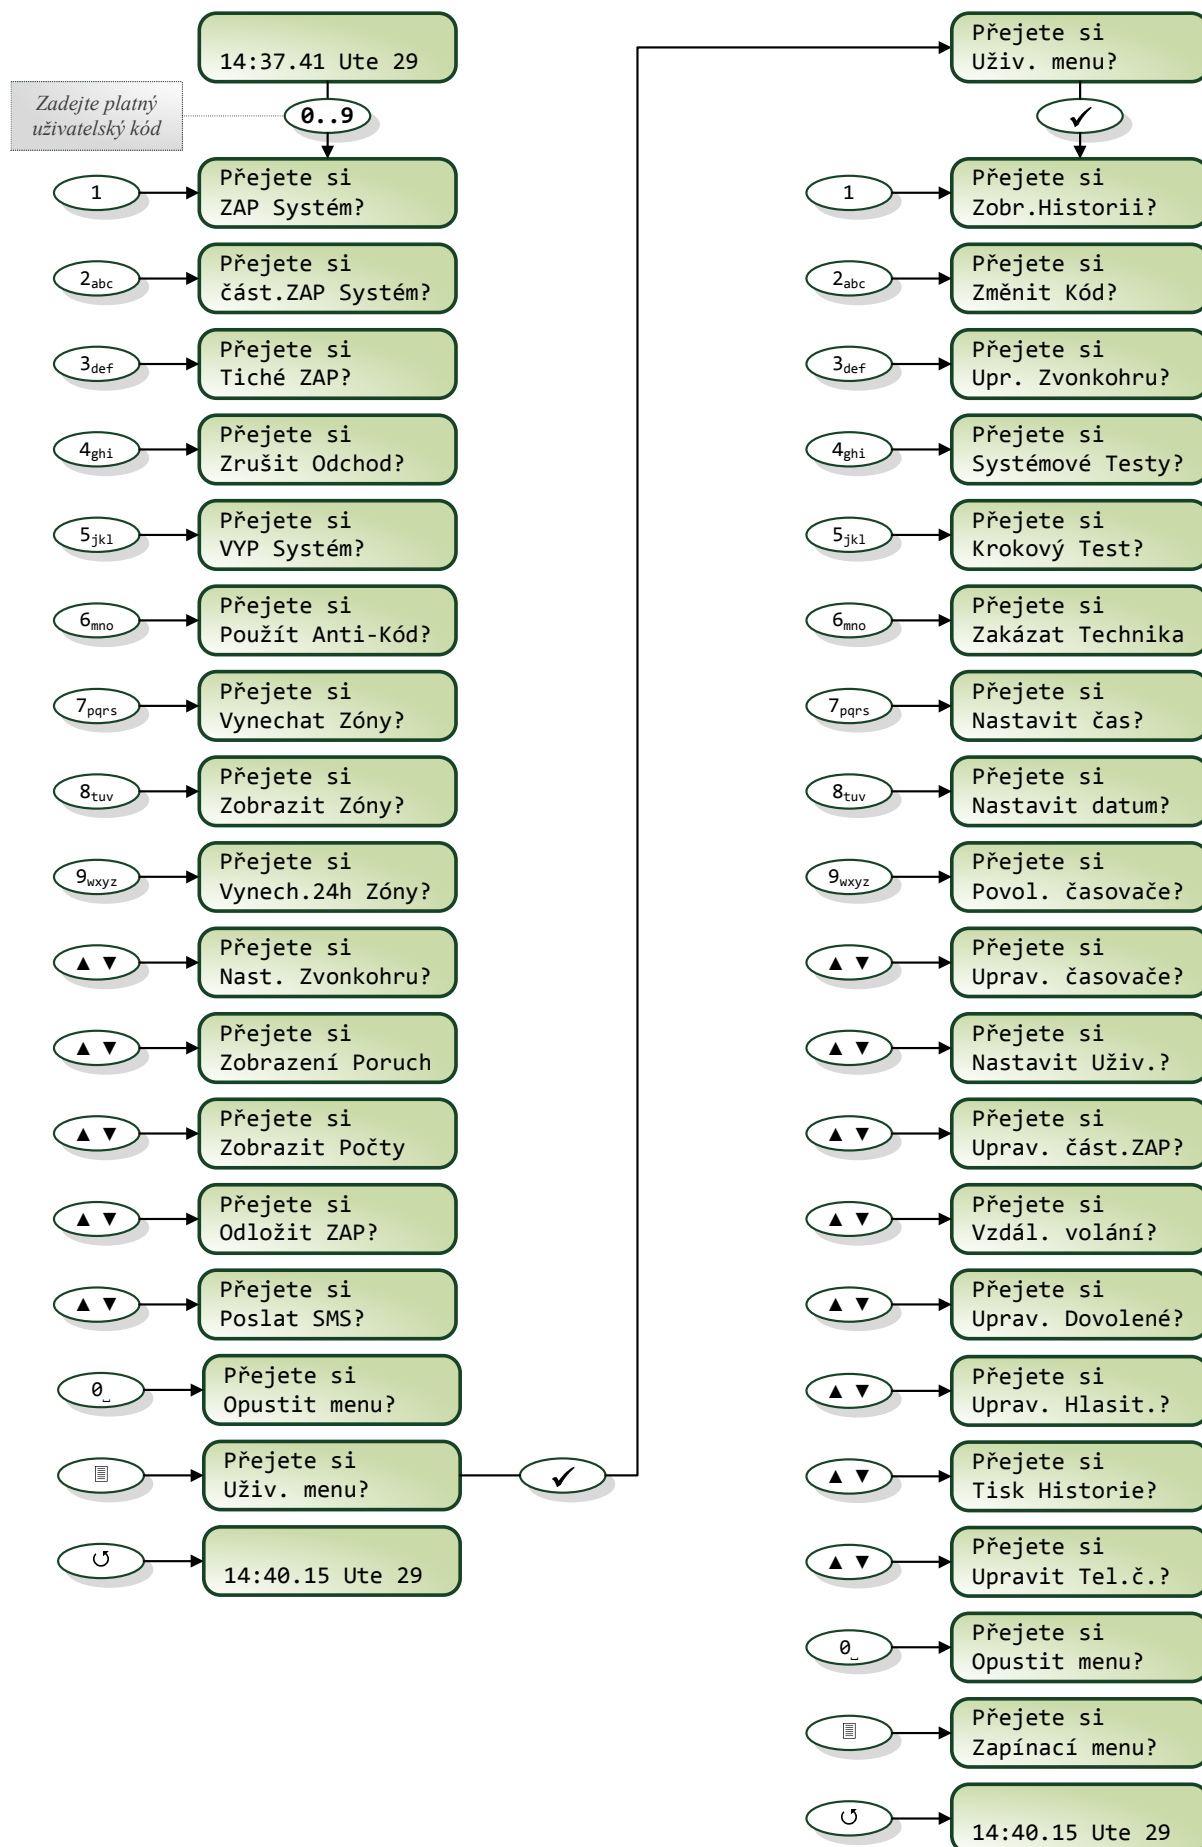 14:37.41 Ute 29
Zadejte platný
uživatelský kód
0..9
1
Přejete si
ZAP Systém?
2abc
Přejete si
část.ZAP Systém?
3def
Přejete si
Tiché ZAP?
4ghi
Přejete si
Zrušit Odchod?
5jkl
Přejete si
VYP Systém?
6mno
Přejete si
Použít Anti-Kód?
7pqrs
Přejete si
Vynechat Zóny?
8tuv
Přejete si
Zobrazit Zóny?
9wxyz
Přejete si
Vynech.24h Zóny?
▲ ▼
Přejete si
Nast. Zvonkohru?
▲ ▼
Přejete si
Zobrazení Poruch
▲ ▼
Přejete si
Zobrazit Počty
▲ ▼
Přejete si
Odložit ZAP?
▲ ▼
Přejete si
Poslat SMS?
0⎵
Přejete si
Opustit menu?
Přejete si
Uživ. menu?
✓
↺
14:40.15 Ute 29
Přejete si
Uživ. menu?
✓
1
Přejete si
Zobr.Historii?
2abc
Přejete si
Změnit Kód?
3def
Přejete si
Upr. Zvonkohru?
4ghi
Přejete si
Systémové Testy?
5jkl
Přejete si
Krokový Test?
6mno
Přejete si
Zakázat Technika
7pqrs
Přejete si
Nastavit čas?
8tuv
Přejete si
Nastavit datum?
9wxyz
Přejete si
Povol. časovače?
▲ ▼
Přejete si
Uprav. časovače?
▲ ▼
Přejete si
Nastavit Uživ.?
▲ ▼
Přejete si
Uprav. část.ZAP?
▲ ▼
Přejete si
Vzdál. volání?
▲ ▼
Přejete si
Uprav. Dovolené?
▲ ▼
Přejete si
Uprav. Hlasit.?
▲ ▼
Přejete si
Tisk Historie?
▲ ▼
Přejete si
Upravit Tel.č.?
0⎵
Přejete si
Opustit menu?
Přejete si
Zapínací menu?
↺
14:40.15 Ute 29